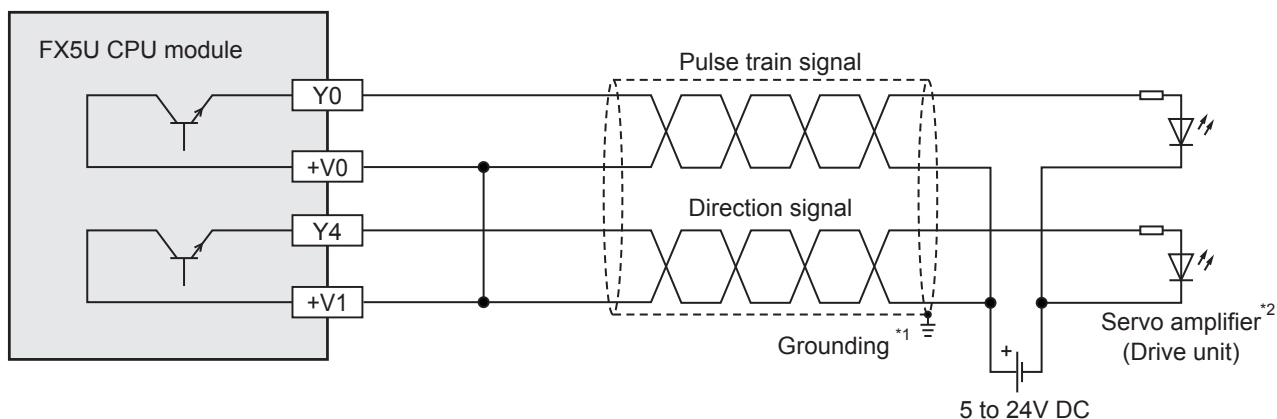 FX5U CPU module
Pulse train signal
Y0
+V0
Direction signal
Y4
+V1
Grounding *1
Servo amplifier*2
(Drive unit)
+
5 to 24V DC